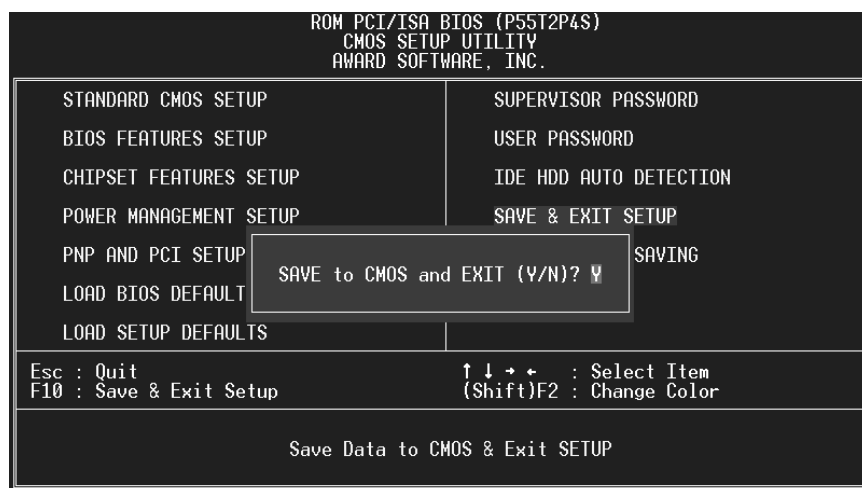 ROM PCI/ISA BIOS (P55T2P4S)
CMOS SETUP UTILITY
AWARD SOFTWARE, INC.
STANDARD CMOS SETUP
BIOS FEATURES SETUP
CHIPSET FEATURES SETUP
POWER MANAGEMENT SETUP
PNP AND PCI SETUP
LOAD BIOS DEFAULT
LOAD SETUP DEFAULTS
SUPERVISOR PASSWORD
USER PASSWORD
IDE HDD AUTO DETECTION
SAVE & EXIT SETUP
SAVING
SAVE to CMOS and EXIT (Y/N)? Y
Esc : Quit
F10 : Save & Exit Setup
↑ ↓ → ← : Select Item
(Shift)F2 : Change Color
Save Data to CMOS & Exit SETUP